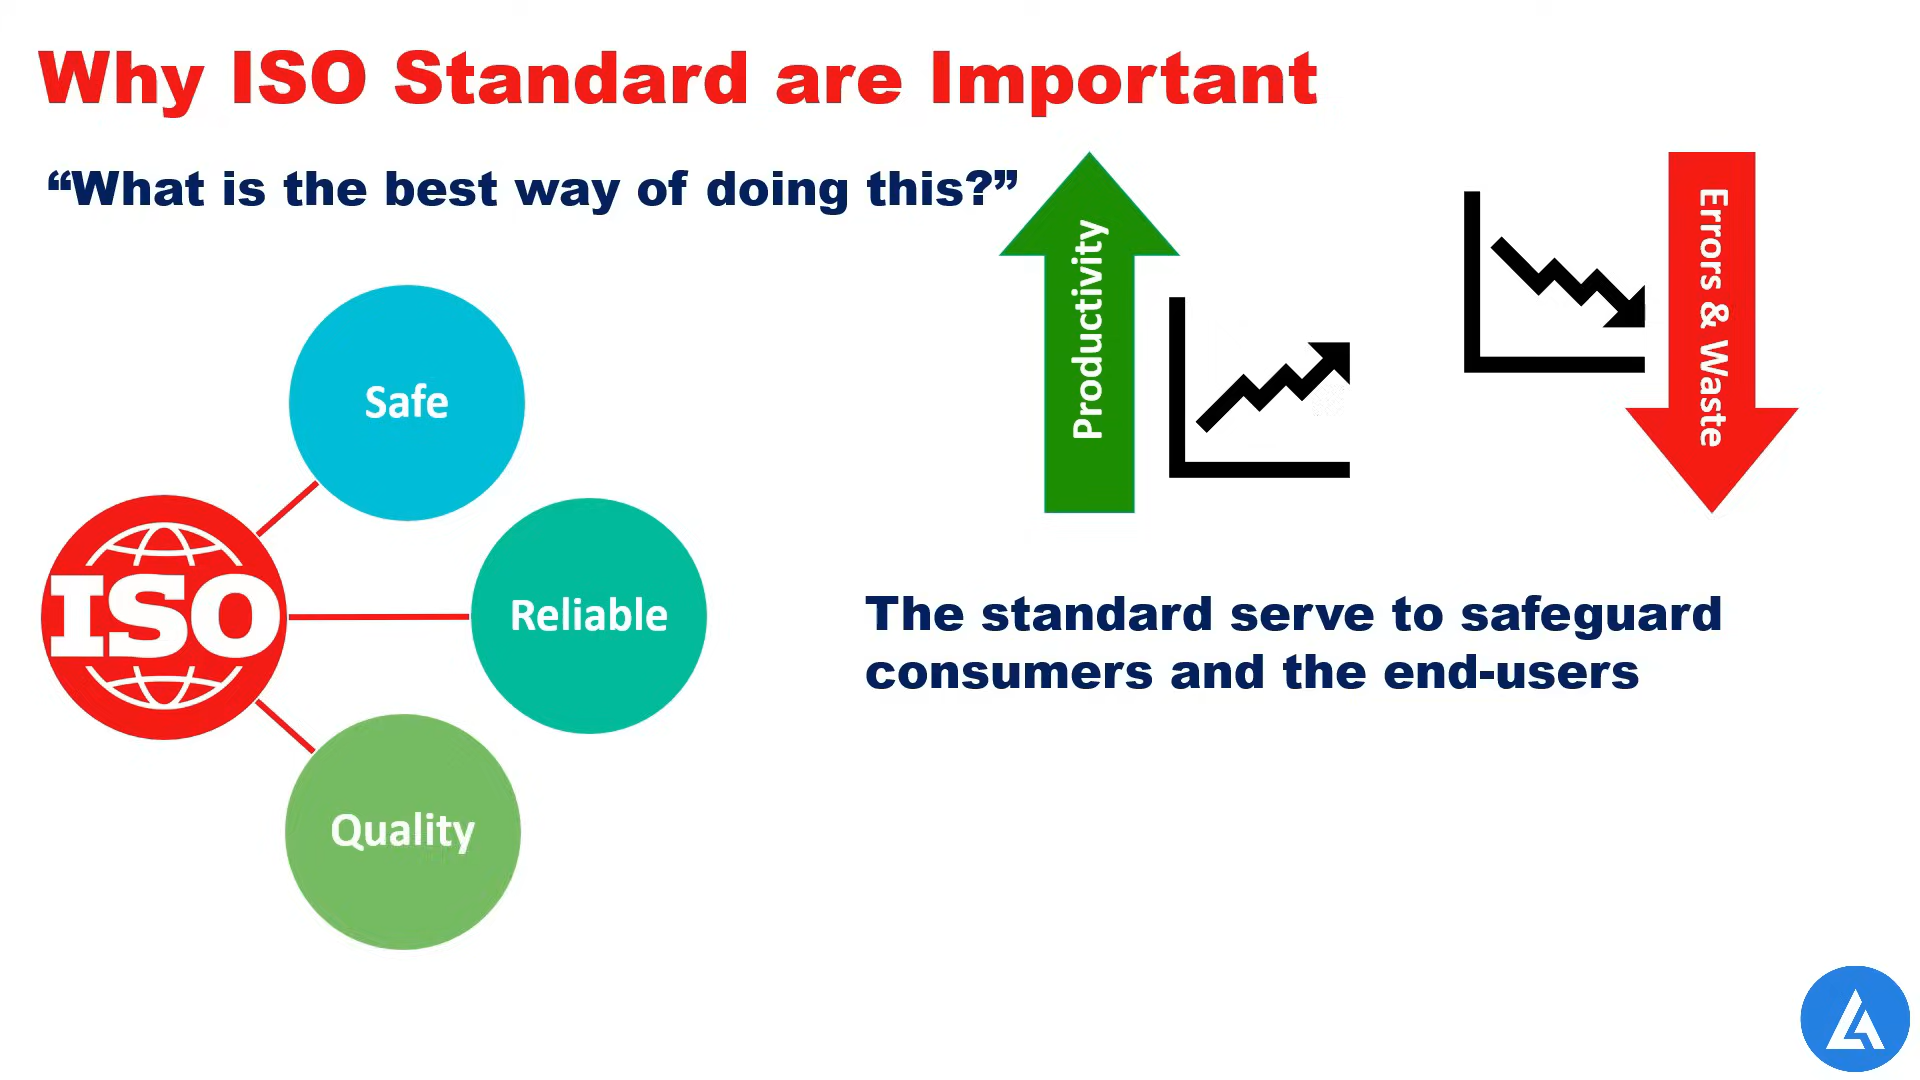 Why ISO Standard are Important
“What is the best way of doing this?”
Productivity
Errors & Waste
Safe
ISO
Reliable
Quality
The standard serve to safeguard
consumers and the end-users